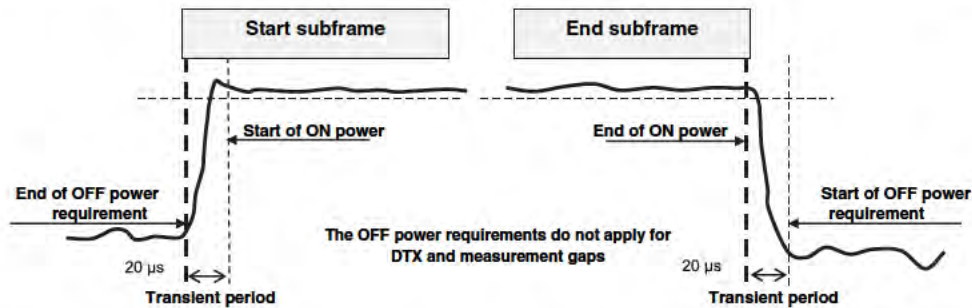 Start subframe
End subframe
Start of ON power
End of ON power
End of OFF power
requirement
Start of OFF power
requirement
The OFF power requirements do not apply for
DTX and measurement gaps
20 µs
20 µs
Transient period
Transient period